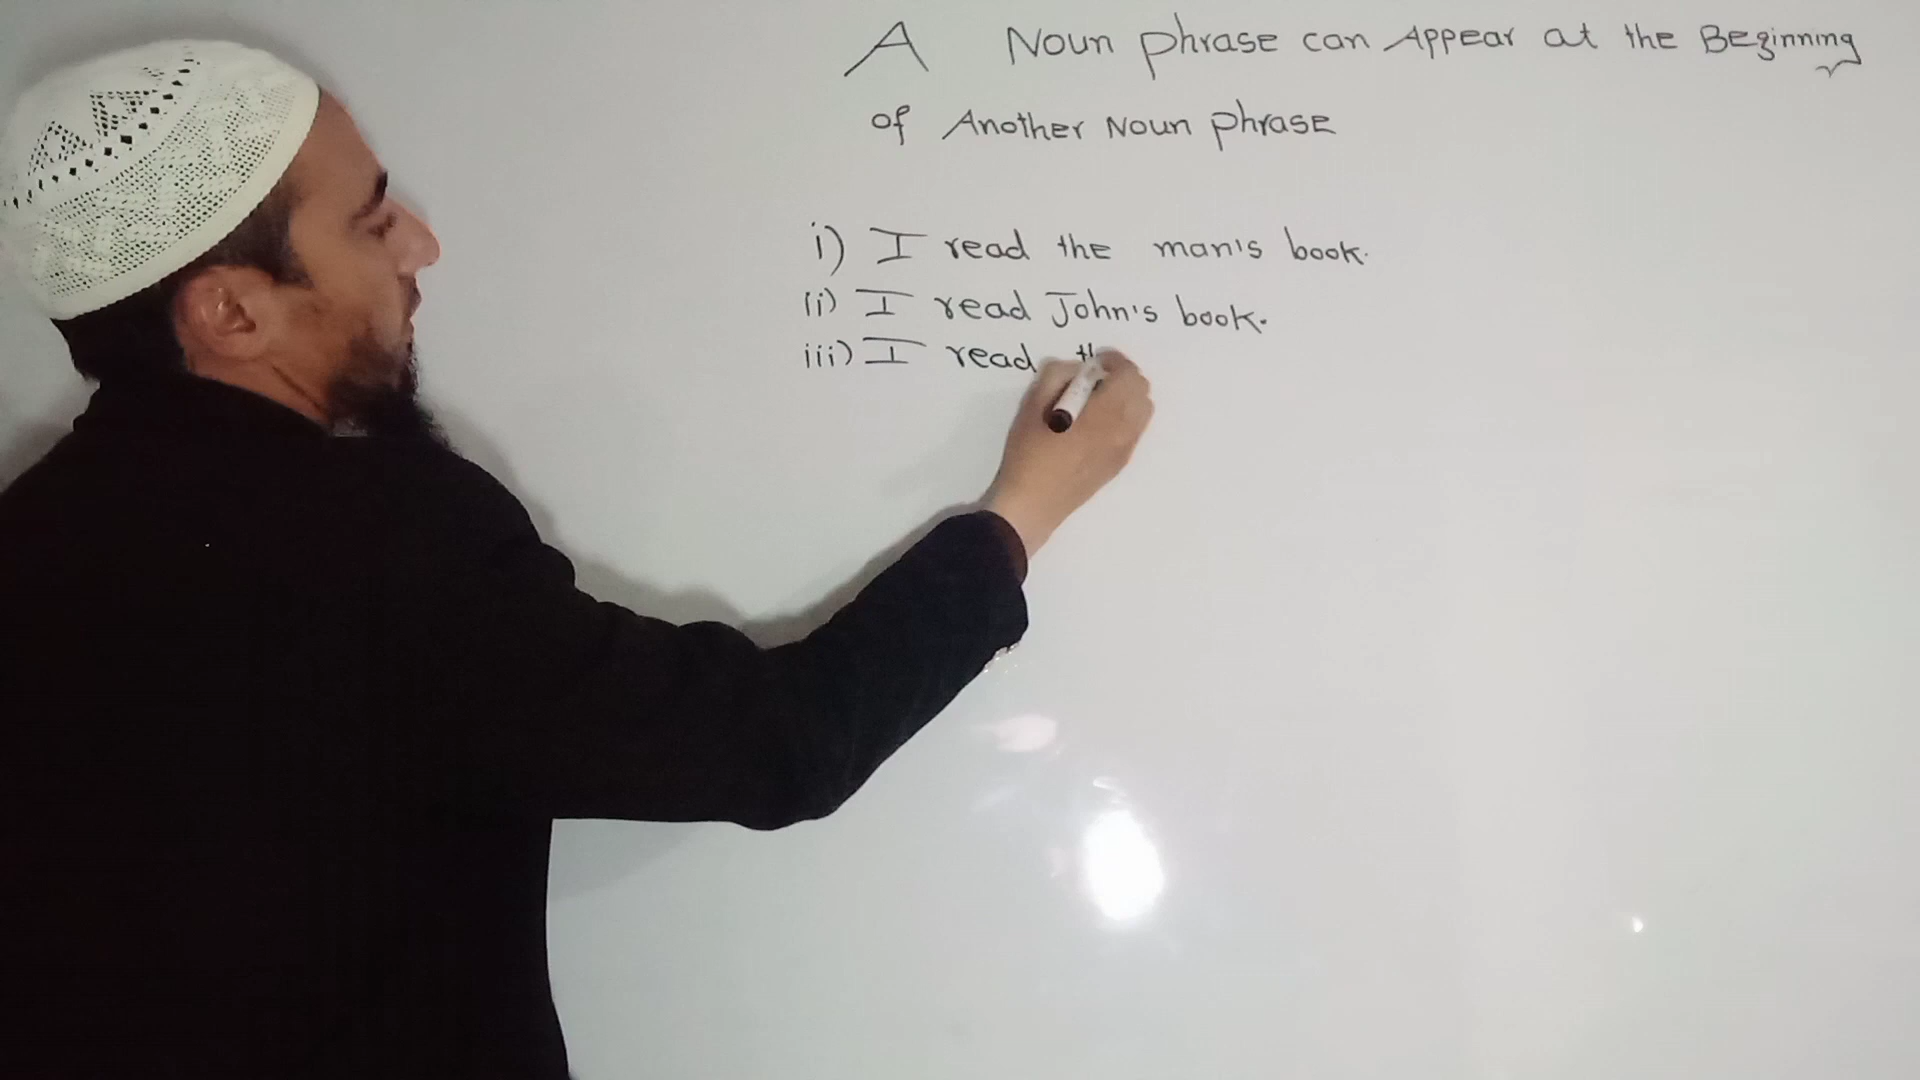 A Noun phrase can Appear at the Beginning
of Another Noun phrase
i) I read the man's book.
(i) I read John's book.
iii) I read th